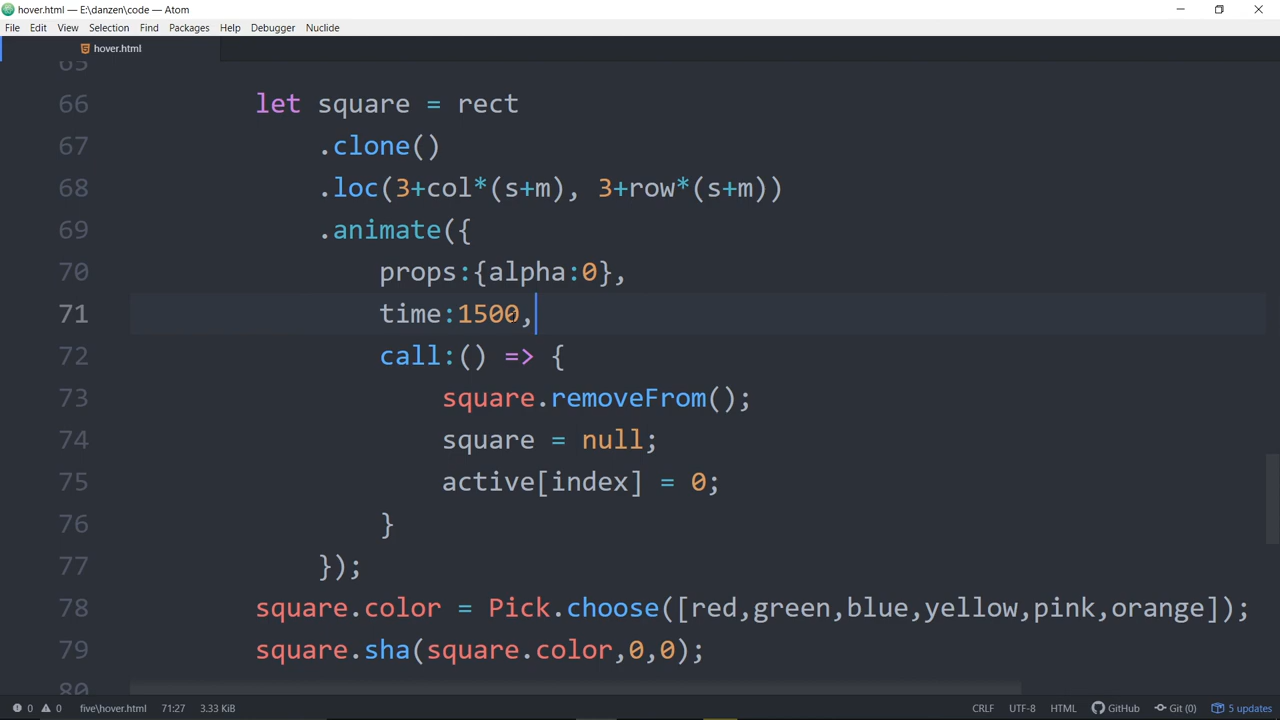 hover.html — E:\danzen\code — Atom
File Edit View Selection Find Packages Help Debugger Nuclide
hover.html
65
66 let square = rect
67 .clone()
68 .loc(3+col*(s+m), 3+row*(s+m))
69 .animate({
70 props:{alpha:0},
71 time:1500,
72 call:() => {
73 square.removeFrom();
74 square = null;
75 active[index] = 0;
76 }
77 });
78 square.color = Pick.choose([red,green,blue,yellow,pink,orange]);
79 square.sha(square.color,0,0);
80
0 0 five\hover.html 71:27 3.33 KiB CRLF UTF-8 HTML GitHub Git (0) 5 updates